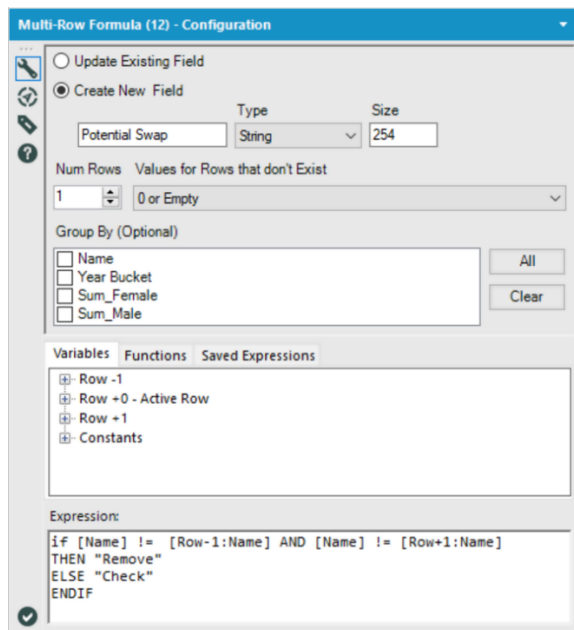 Multi-Row Formula (12) - Configuration
Update Existing Field
Create New Field
Type Size
Potential Swap String 254
Num Rows Values for Rows that don't Exist
1 0 or Empty
Group By (Optional)
Name All
Year Bucket
Sum_Female Clear
Sum_Male
Variables Functions Saved Expressions
Row -1
Row +0 - Active Row
Row +1
Constants
Expression:
if [Name] !=  [Row-1:Name] AND [Name] != [Row+1:Name]
THEN "Remove"
ELSE "Check"
ENDIF